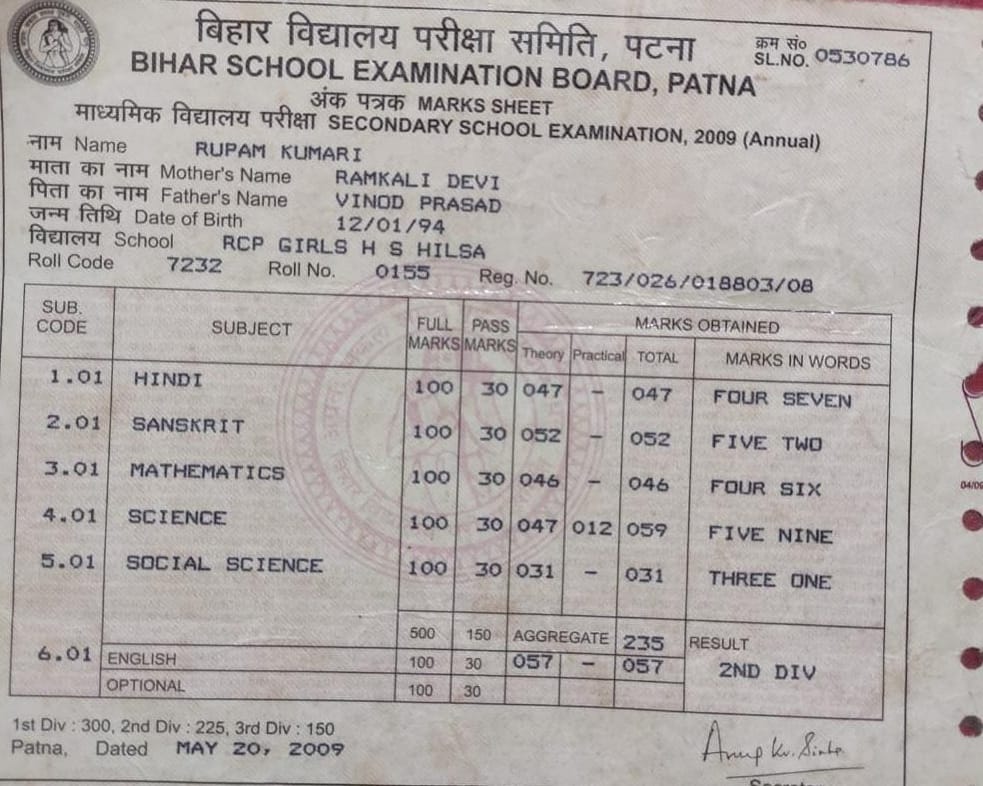 बिहार विद्यालय परीक्षा समिति, पटना
क्रम सं०
SL.NO. 0530786
BIHAR SCHOOL EXAMINATION BOARD, PATNA
अंक पत्रक MARKS SHEET
माध्यमिक विद्यालय परीक्षा SECONDARY SCHOOL EXAMINATION, 2009 (Annual)
नाम Name RUPAM KUMARI
माता का नाम Mother's Name RAMKALI DEVI
पिता का नाम Father's Name VINOD PRASAD
जन्म तिथि Date of Birth 12/01/94
विद्यालय School RCP GIRLS H S HILSA
Roll Code 7232 Roll No. 0155 Reg. No. 723/026/018803/08
SUB. CODE SUBJECT FULL MARKS PASS MARKS MARKS OBTAINED
Theory Practical TOTAL MARKS IN WORDS
1.01 HINDI 100 30 047 - 047 FOUR SEVEN
2.01 SANSKRIT 100 30 052 - 052 FIVE TWO
3.01 MATHEMATICS 100 30 046 - 046 FOUR SIX
4.01 SCIENCE 100 30 047 012 059 FIVE NINE
5.01 SOCIAL SCIENCE 100 30 031 - 031 THREE ONE
500 150 AGGREGATE 235 RESULT
6.01 ENGLISH 100 30 057 - 057 2ND DIV
OPTIONAL 100 30
1st Div : 300, 2nd Div : 225, 3rd Div : 150
Patna, Dated MAY 20, 2009
04/09